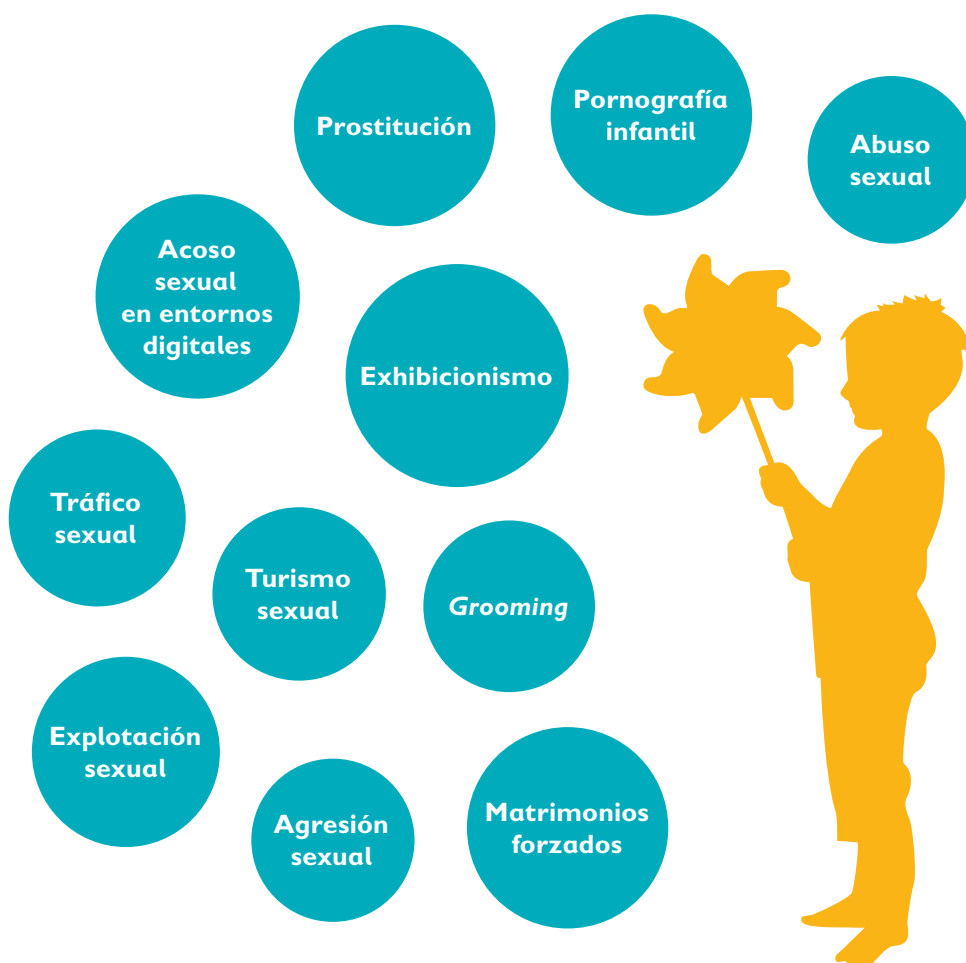 Prostitución
Pornografía
infantil
Abuso
sexual
Acoso
sexual
en entornos
digitales
Exhibicionismo
Tráfico
sexual
Turismo
sexual
Grooming
Explotación
sexual
Agresión
sexual
Matrimonios
forzados